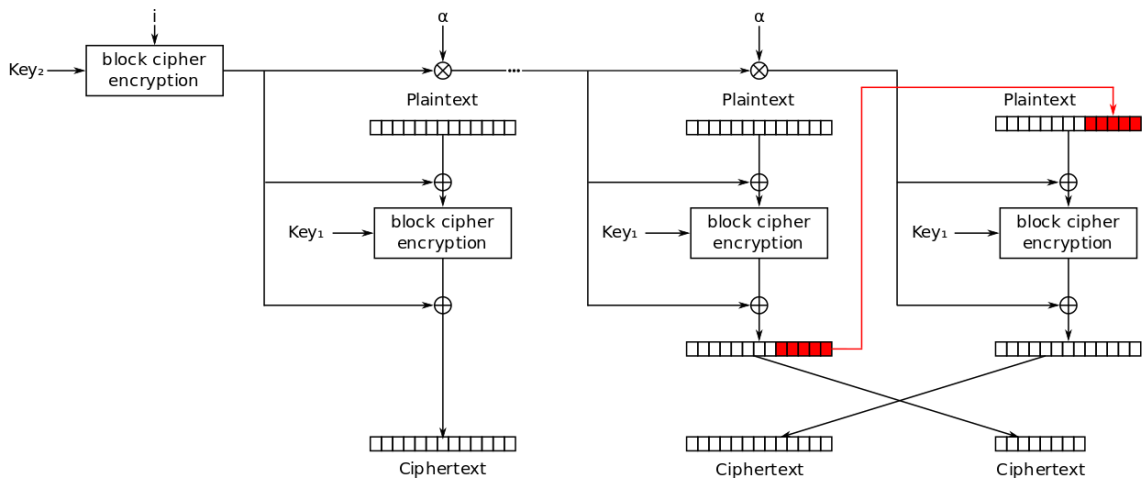 i
α
α
Key₂
block cipher
encryption
...
Plaintext
Plaintext
Plaintext
Key₁
block cipher
encryption
Key₁
block cipher
encryption
Key₁
block cipher
encryption
Ciphertext
Ciphertext
Ciphertext